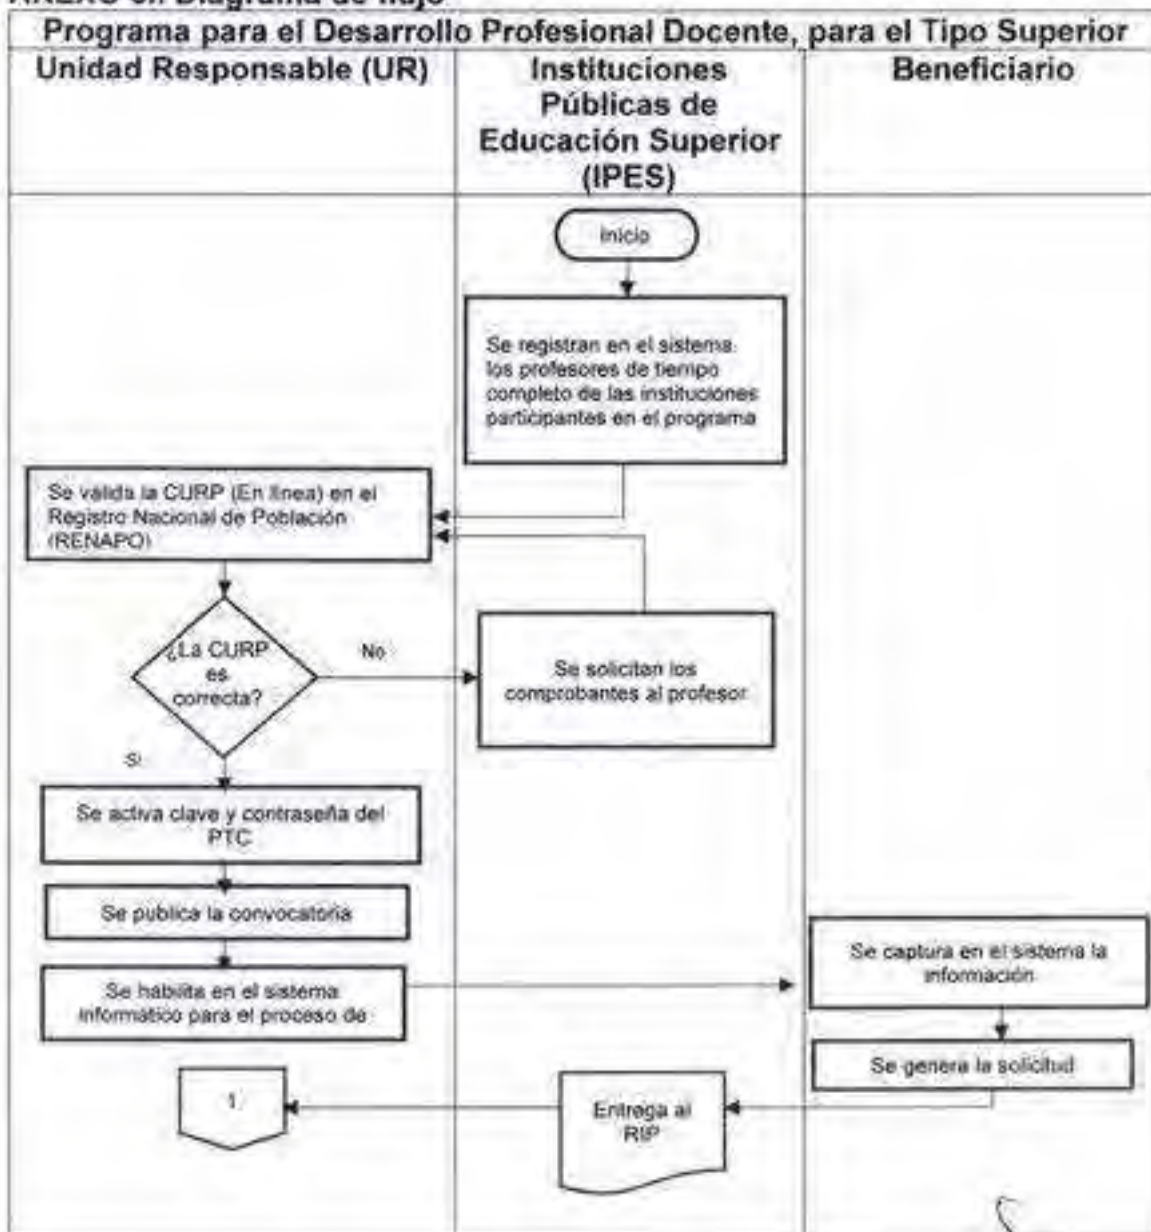 Programa para el Desarrollo Profesional Docente, para el Tipo Superior
Unidad Responsable (UR)
Instituciones
Públicas de
Educación Superior
(IPES)
Beneficiario
Inicio
Se registran en el sistema
los profesores de tiempo
completo de las instituciones
participantes en el programa
Se válida la CURP (En línea) en el
Registro Nacional de Población
(RENAPO)
¿La CURP
es
correcta?
No
Se solicitan los
comprobantes al profesor
Si
Se activa clave y contraseña del
PTC
Se publica la convocatoria
Se habilita en el sistema
informático para el proceso de
Se captura en el sistema la
información
Se genera la solicitud
Entrega al
RIP
1